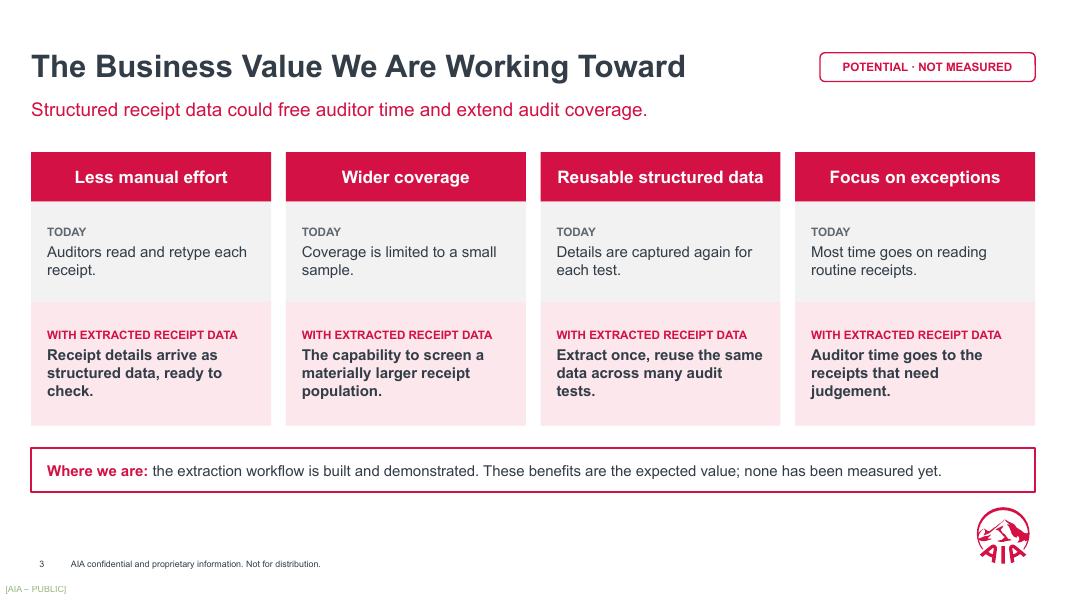 The Business Value We Are Working Toward
POTENTIAL · NOT MEASURED
Structured receipt data could free auditor time and extend audit coverage.
Less manual effort
TODAY
Auditors read and retype each
receipt.
WITH EXTRACTED RECEIPT DATA
Receipt details arrive as
structured data, ready to
check.
Wider coverage
TODAY
Coverage is limited to a small
sample.
WITH EXTRACTED RECEIPT DATA
The capability to screen a
materially larger receipt
population.
Reusable structured data
TODAY
Details are captured again for
each test.
WITH EXTRACTED RECEIPT DATA
Extract once, reuse the same
data across many audit
tests.
Focus on exceptions
TODAY
Most time goes on reading
routine receipts.
WITH EXTRACTED RECEIPT DATA
Auditor time goes to the
receipts that need
judgement.
Where we are: the extraction workflow is built and demonstrated. These benefits are the expected value; none has been measured yet.
AIA
3 AIA confidential and proprietary information. Not for distribution.
[AIA – PUBLIC]